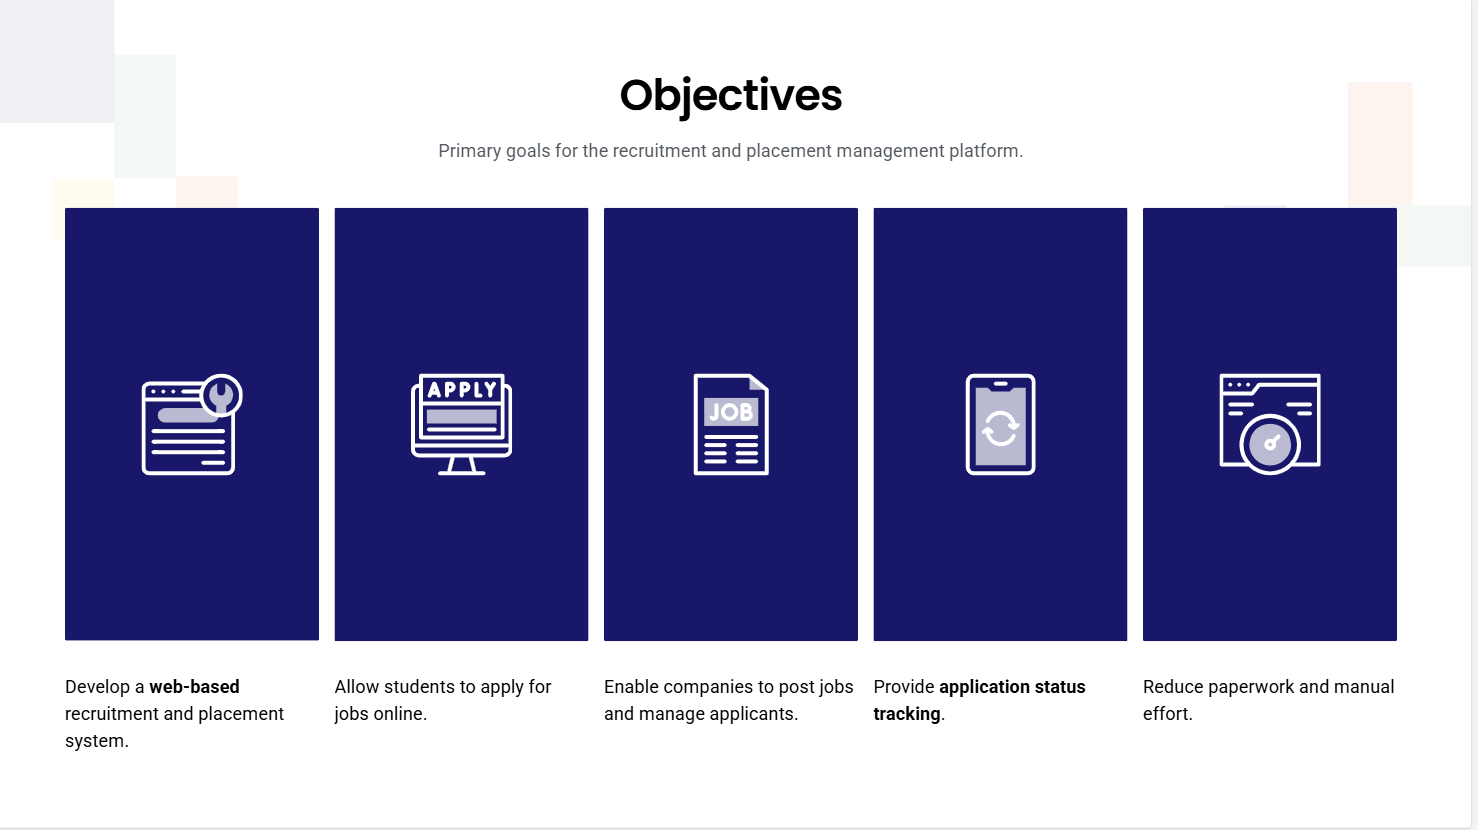 Objectives
Primary goals for the recruitment and placement management platform.
APPLY
JOB
Develop a web-based
recruitment and placement
system.
Allow students to apply for
jobs online.
Enable companies to post jobs
and manage applicants.
Provide application status
tracking.
Reduce paperwork and manual
effort.